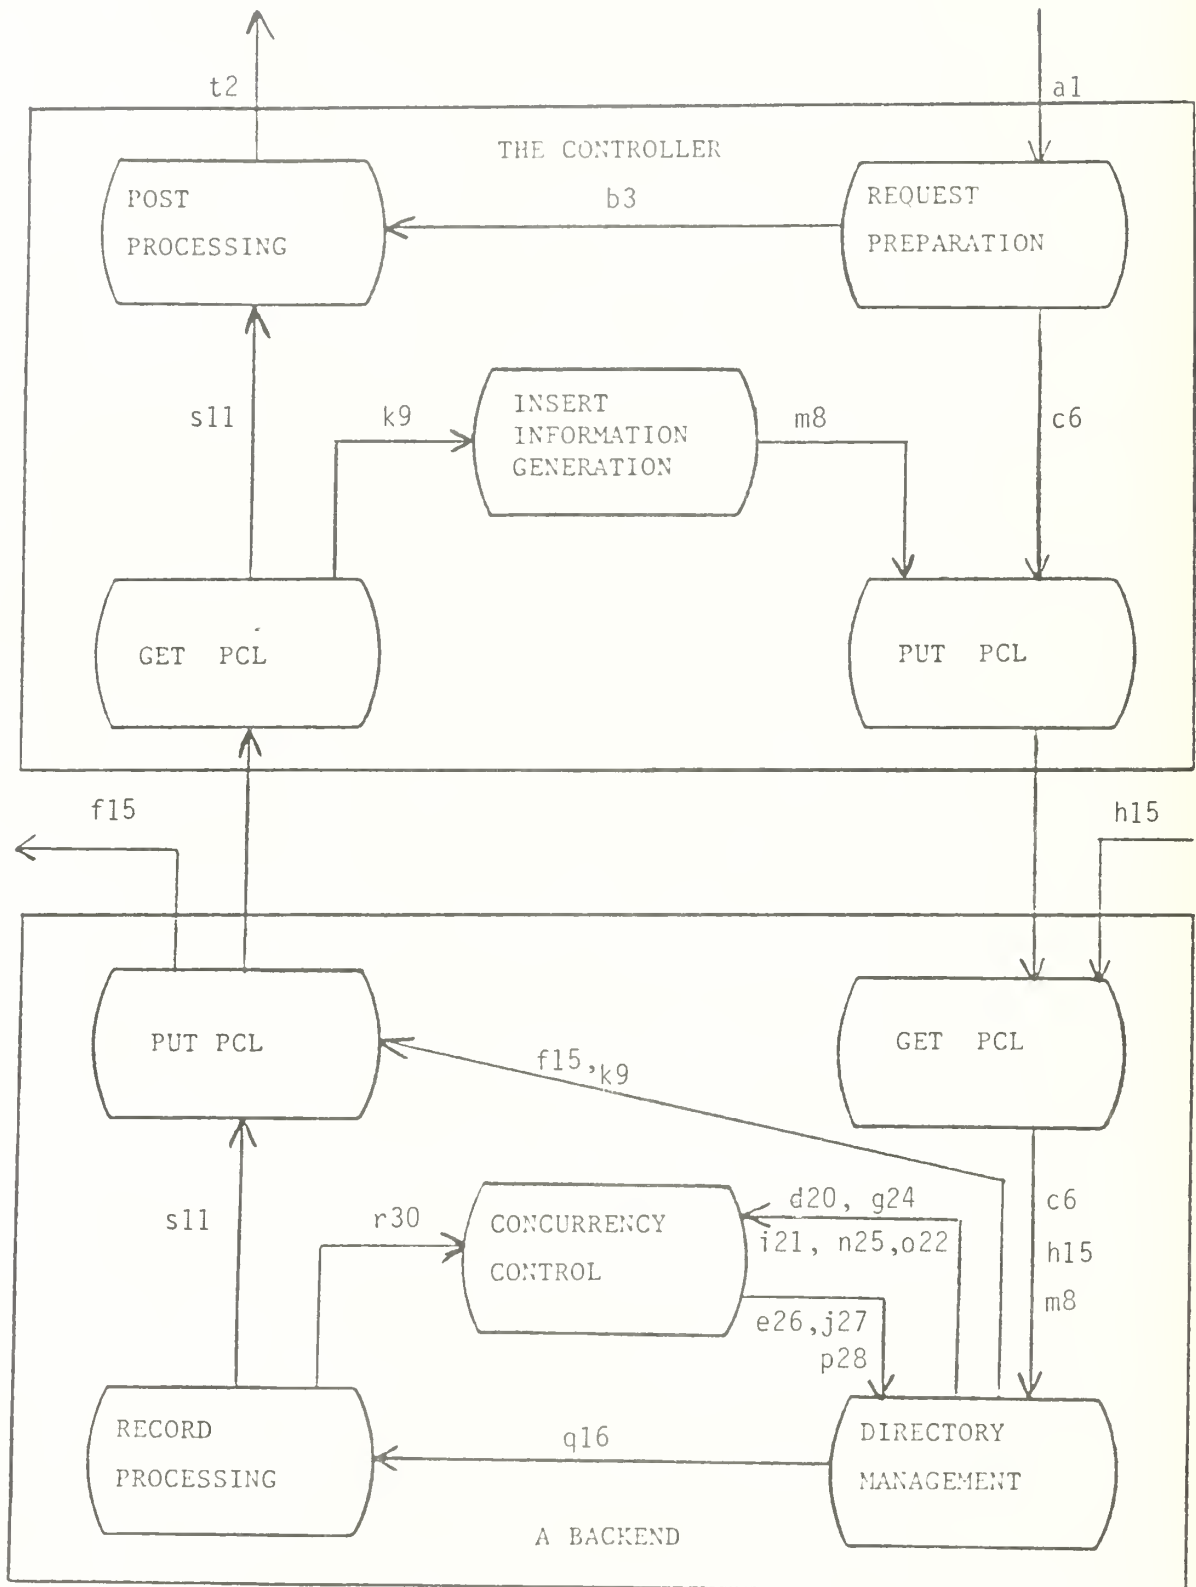 t2
a1
THE CONTROLLER
POST
PROCESSING
b3
REQUEST
PREPARATION
s11
k9
INSERT
INFORMATION
GENERATION
m8
c6
GET PCL
PUT PCL
f15
h15
PUT PCL
GET PCL
f15,k9
s11
r30
CONCURRENCY
CONTROL
d20, g24
i21, n25,o22
e26,j27
p28
c6
h15
m8
RECORD
PROCESSING
q16
DIRECTORY
MANAGEMENT
A BACKEND